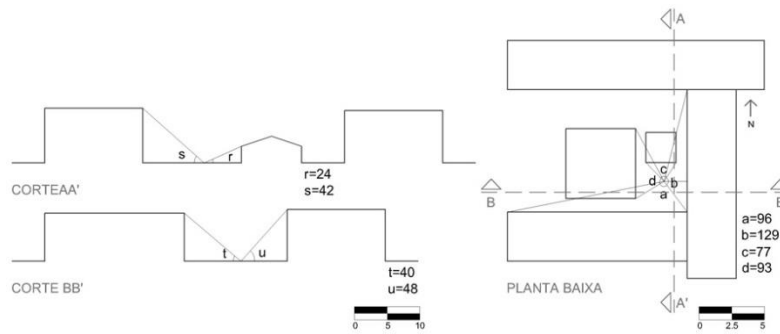 s
r
r=24
s=42
CORTEAA'
t
u
t=40
u=48
CORTE BB'
0 5 10
A
N
c
d b
a
B
B
a=96
b=129
c=77
d=93
PLANTA BAIXA
A'
0 2.5 5